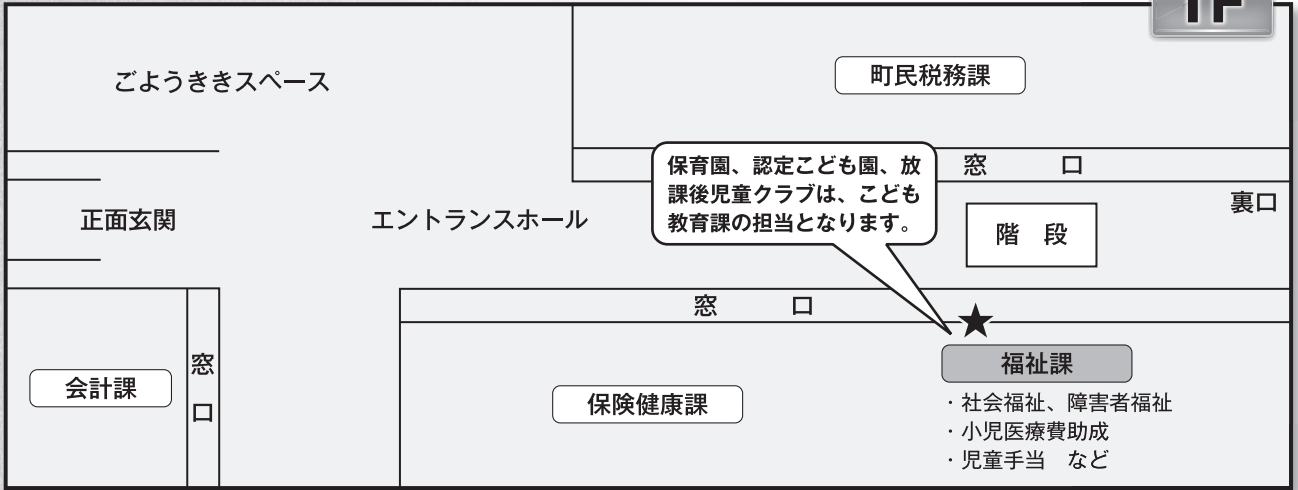 1F
ごようききスペース
町民税務課
窓　口
保育園、認定こども園、放
課後児童クラブは、こども
教育課の担当となります。
裏口
正面玄関
エントランスホール
階　段
窓　口
★
福祉課
・社会福祉、障害者福祉
・小児医療費助成
・児童手当　など
保険健康課
会計課
窓口